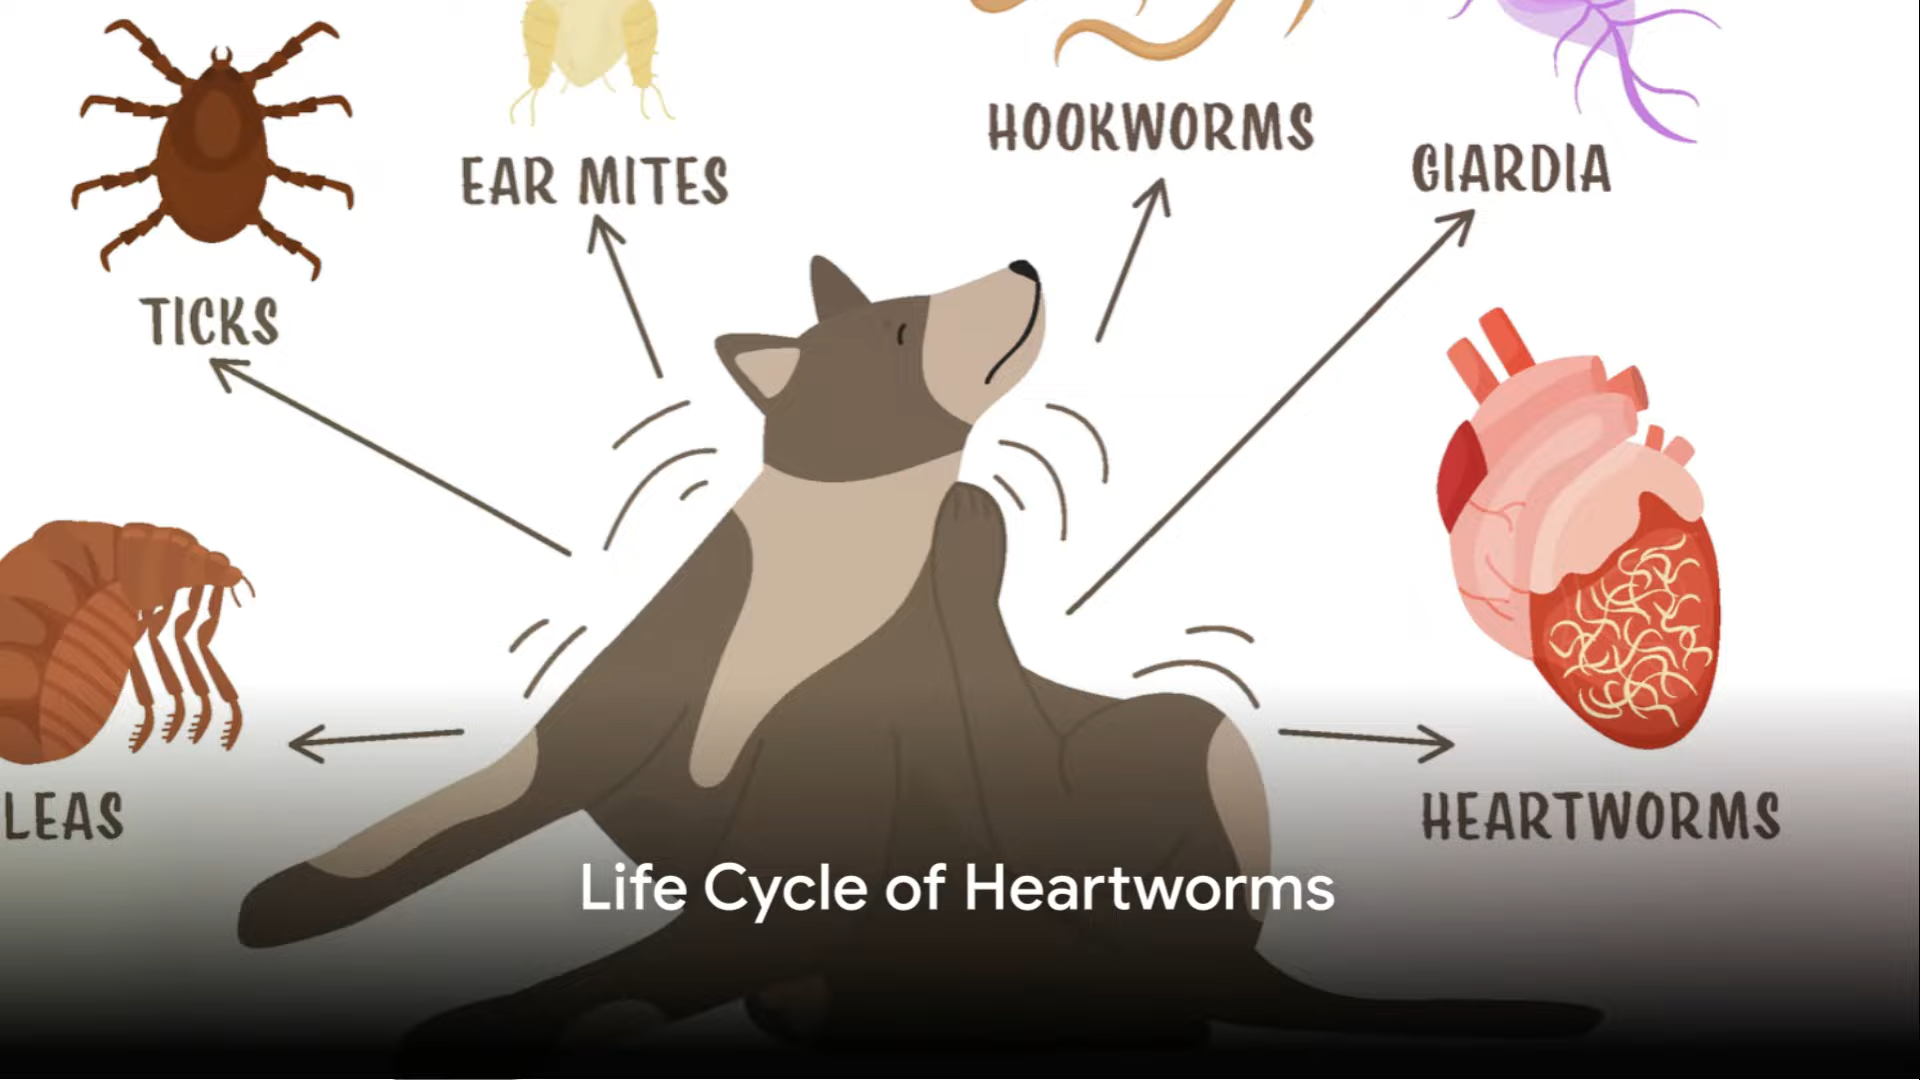 HOOKWORMS
GIARDIA
EAR MITES
TICKS
LEAS
HEARTWORMS
Life Cycle of Heartworms